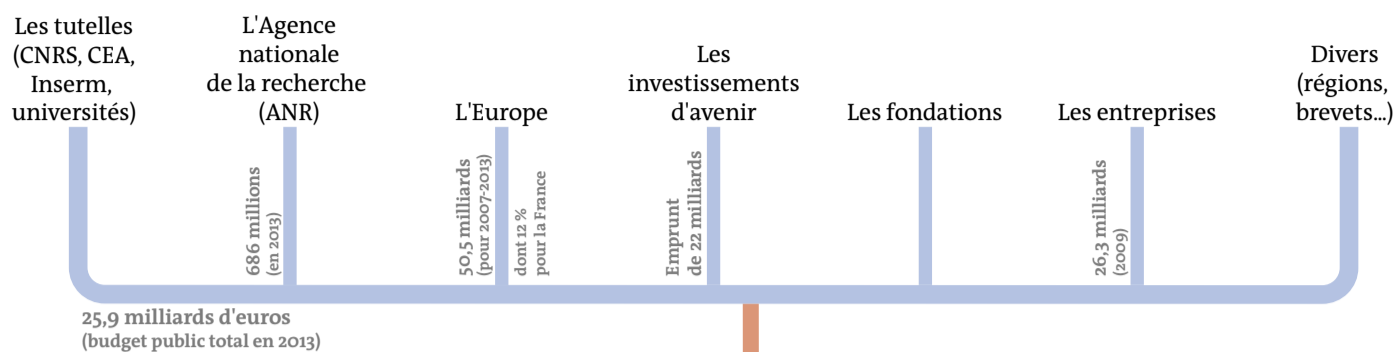 Les tutelles
(CNRS, CEA,
Inserm,
universités)
L'Agence
nationale
de la recherche
(ANR)
L'Europe
Les
investissements
d'avenir
Les fondations
Les entreprises
Divers
(régions,
brevets...)
686 millions
(en 2013)
50,5 milliards
(pour 2007-2013)
dont 12 %
pour la France
Emprunt
de 22 milliards
26,3 milliards
(2009)
25,9 milliards d'euros
(budget public total en 2013)